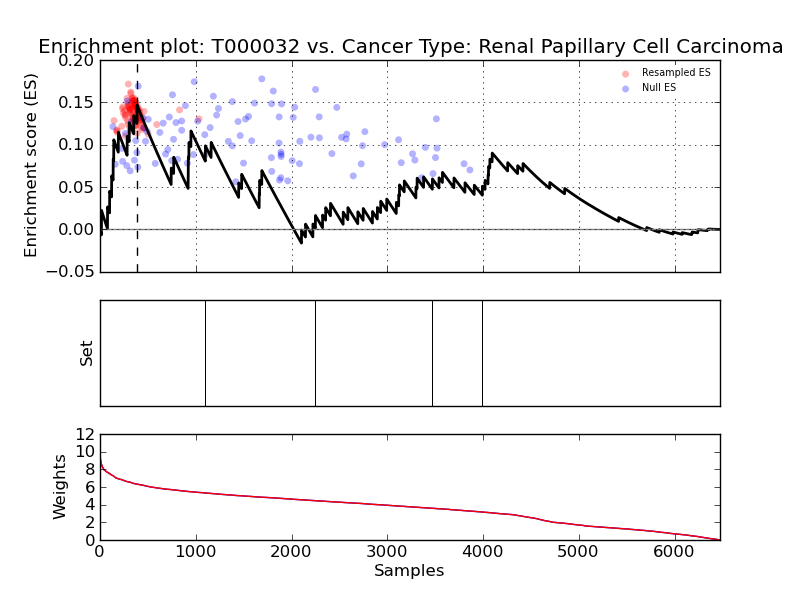 Enrichment plot: T000032 vs. Cancer Type: Renal Papillary Cell Carcinoma
0.20
0.15
0.10
0.05
0.00
−0.05
Enrichment score (ES)
Resampled ES
Null ES
Set
12
10
8
6
4
2
0
Weights
0 1000 2000 3000 4000 5000 6000
Samples